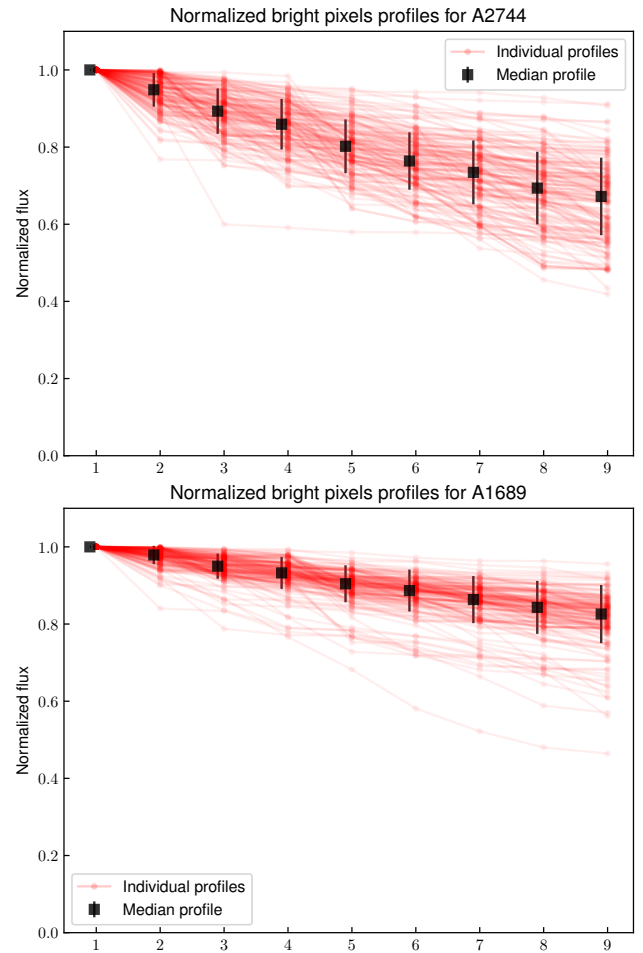 Normalized bright pixels profiles for A2744
Individual profiles
Median profile
1.0
0.8
0.6
0.4
0.2
0.0
Normalized flux
1 2 3 4 5 6 7 8 9
Normalized bright pixels profiles for A1689
1.0
0.8
0.6
0.4
0.2
0.0
Normalized flux
Individual profiles
Median profile
1 2 3 4 5 6 7 8 9